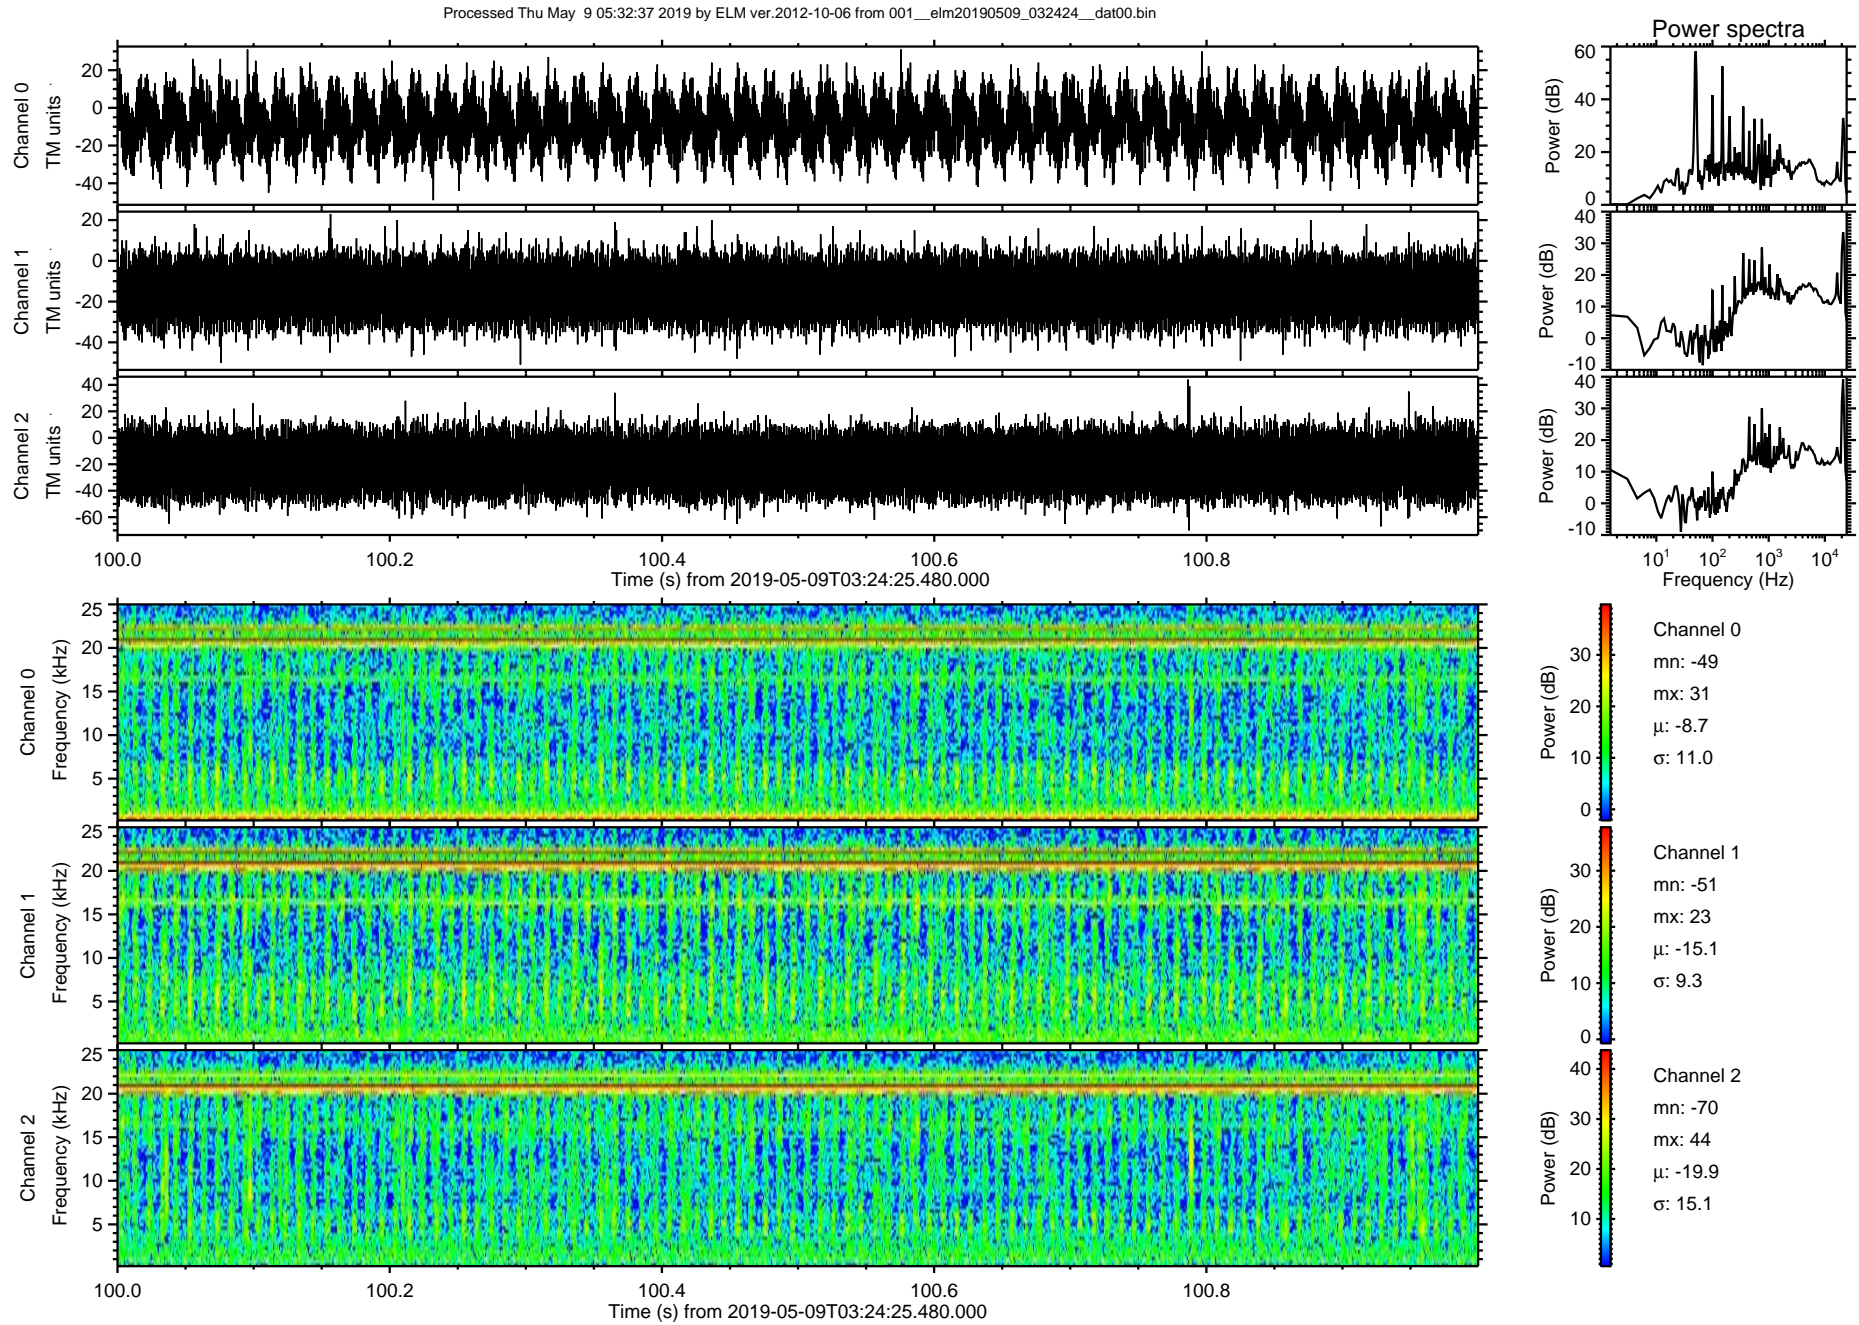 Processed Thu May  9 05:32:37 2019 by ELM ver.2012-10-06 from 001__elm20190509_032424__dat00.bin
Power spectra
Channel 0
TM units
20
0
-20
-40
Power (dB)
60
40
20
0
Channel 1
TM units
20
0
-20
-40
Power (dB)
40
30
20
10
0
-10
Channel 2
TM units
40
20
0
-20
-40
-60
Power (dB)
40
30
20
10
0
-10
100.0 100.2 100.4 100.6 100.8
Time (s) from 2019-05-09T03:24:25.480.000
10¹ 10² 10³ 10⁴
Frequency (Hz)
Channel 0
Frequency (kHz)
25
20
15
10
5
Power (dB)
30
20
10
0
Channel 0
mn: -49
mx: 31
μ: -8.7
σ: 11.0
Channel 1
Frequency (kHz)
25
20
15
10
5
Power (dB)
30
20
10
0
Channel 1
mn: -51
mx: 23
μ: -15.1
σ: 9.3
Channel 2
Frequency (kHz)
25
20
15
10
5
Power (dB)
40
30
20
10
Channel 2
mn: -70
mx: 44
μ: -19.9
σ: 15.1
100.0 100.2 100.4 100.6 100.8
Time (s) from 2019-05-09T03:24:25.480.000